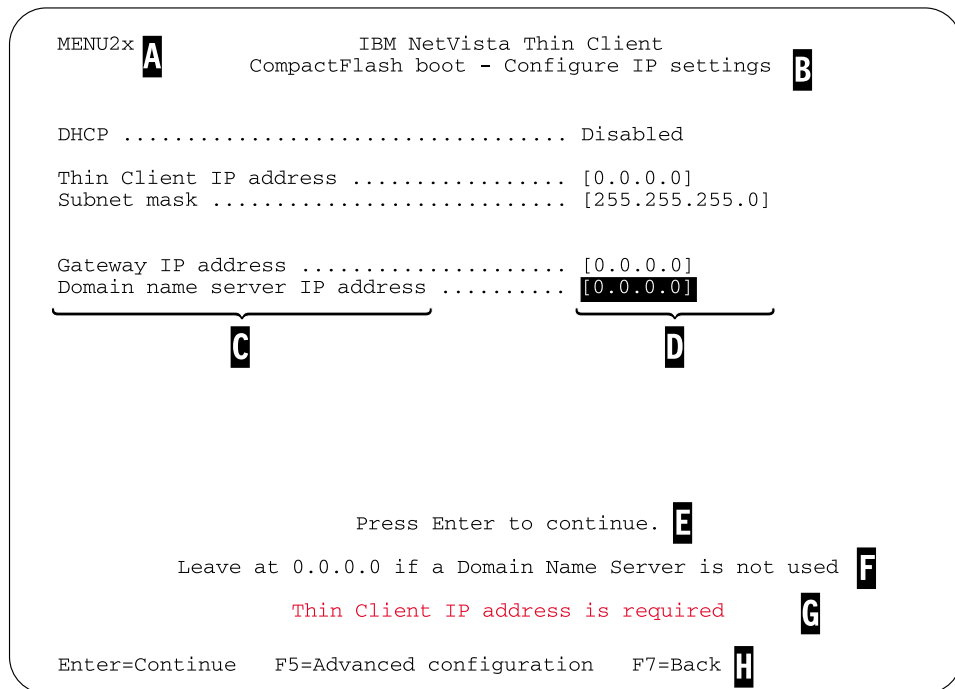 MENU2x A IBM NetVista Thin Client
CompactFlash boot - Configure IP settings B
DHCP ................................... Disabled
Thin Client IP address ................. [0.0.0.0]
Subnet mask ............................ [255.255.255.0]
Gateway IP address ..................... [0.0.0.0]
Domain name server IP address .......... [0.0.0.0]
C D
Press Enter to continue. E
Leave at 0.0.0.0 if a Domain Name Server is not used F
Thin Client IP address is required G
Enter=Continue F5=Advanced configuration F7=Back H